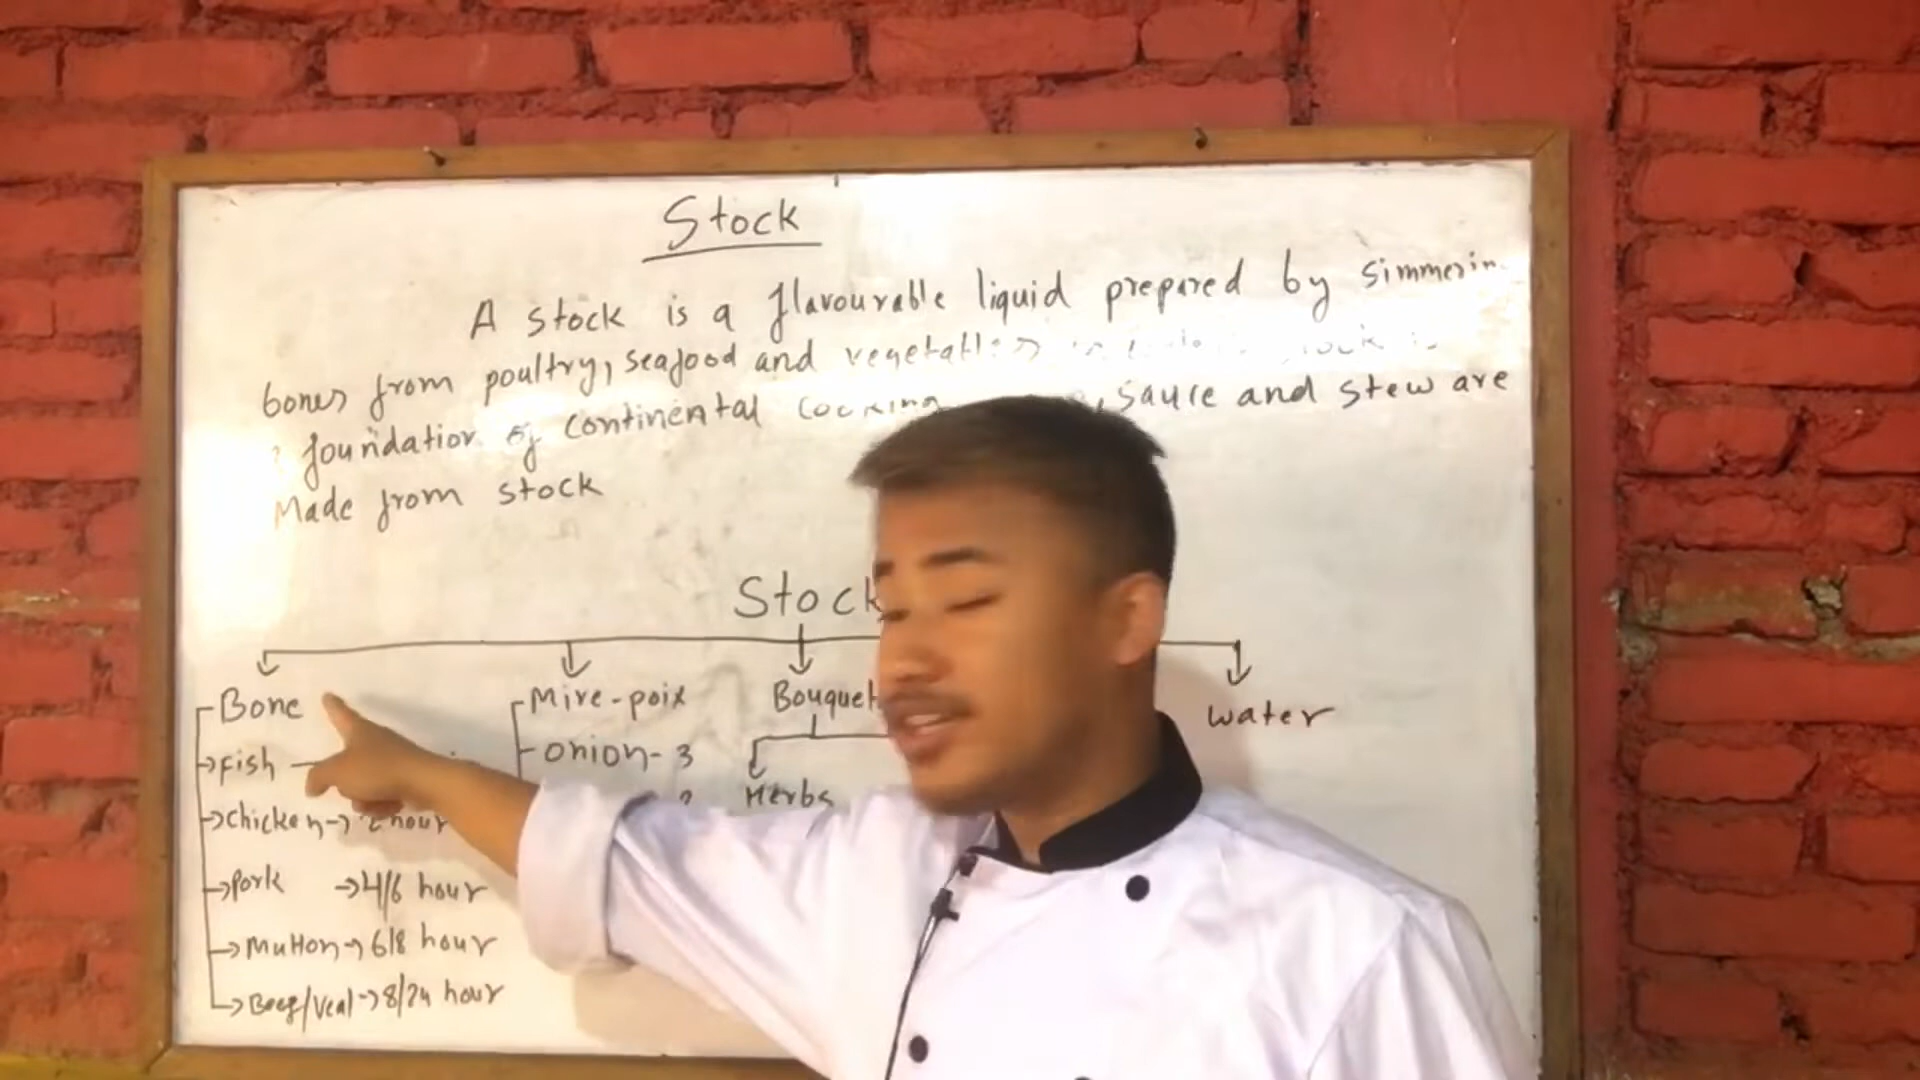 Stock
A stock is a flavourable liquid prepared by
bones from poultry, seafood and vegetables
foundation of continental cocking sauce and stew are
Made from stock
Stock
Bone Mire-poix Bouquet water
Fish onion-3
Herbs
chicken → 2 hour
Pork → 4/6 hour
Mutton → 6/8 hour
Beef/Veal → 8/24 hour